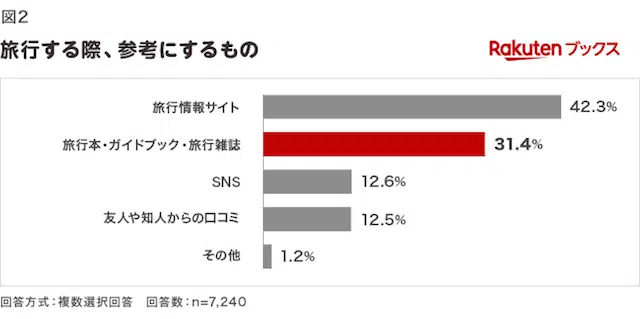 図2
旅行する際、参考にするもの
Rakuten ブックス
旅行情報サイト 42.3%
旅行本・ガイドブック・旅行雑誌 31.4%
SNS 12.6%
友人や知人からの口コミ 12.5%
その他 1.2%
回答方式：複数選択回答　回答数：n=7,240